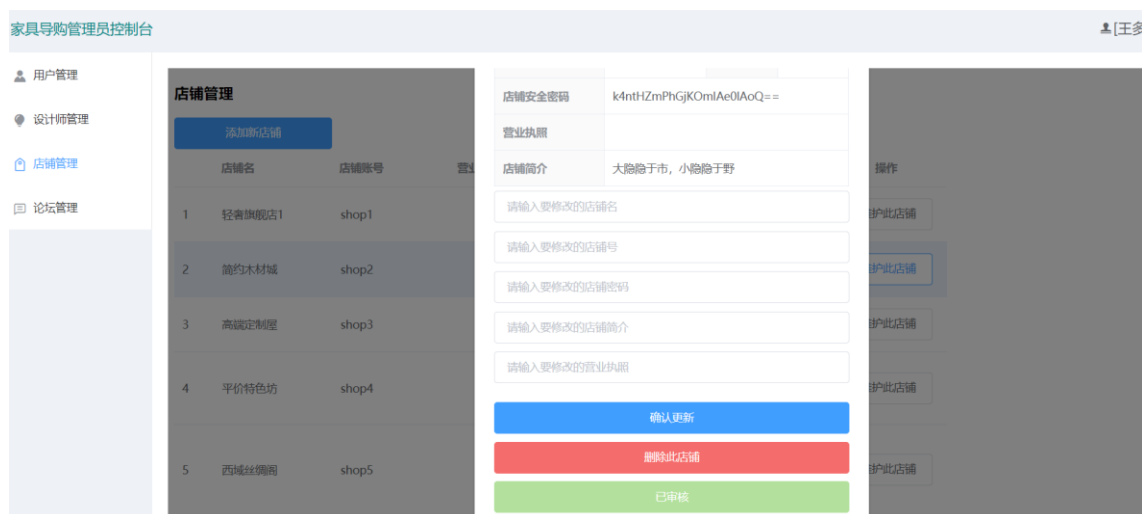 家具导购管理员控制台
[王多
用户管理
设计师管理
店铺管理
论坛管理
店铺管理
添加新店铺
店铺名 店铺账号 营业 操作
1 轻奢旗舰店1 shop1 护此店铺
2 简约木材城 shop2 护此店铺
3 高端定制屋 shop3 护此店铺
4 平价特色坊 shop4 护此店铺
5 西域丝绸阁 shop5 护此店铺
店铺安全密码 k4ntHZmPhGjKOmIAe0IAoQ==
营业执照
店铺简介 大隐隐于市，小隐隐于野
请输入要修改的店铺名
请输入要修改的店铺号
请输入要修改的店铺密码
请输入要修改的店铺简介
请输入要修改的营业执照
确认更新
删除此店铺
已审核